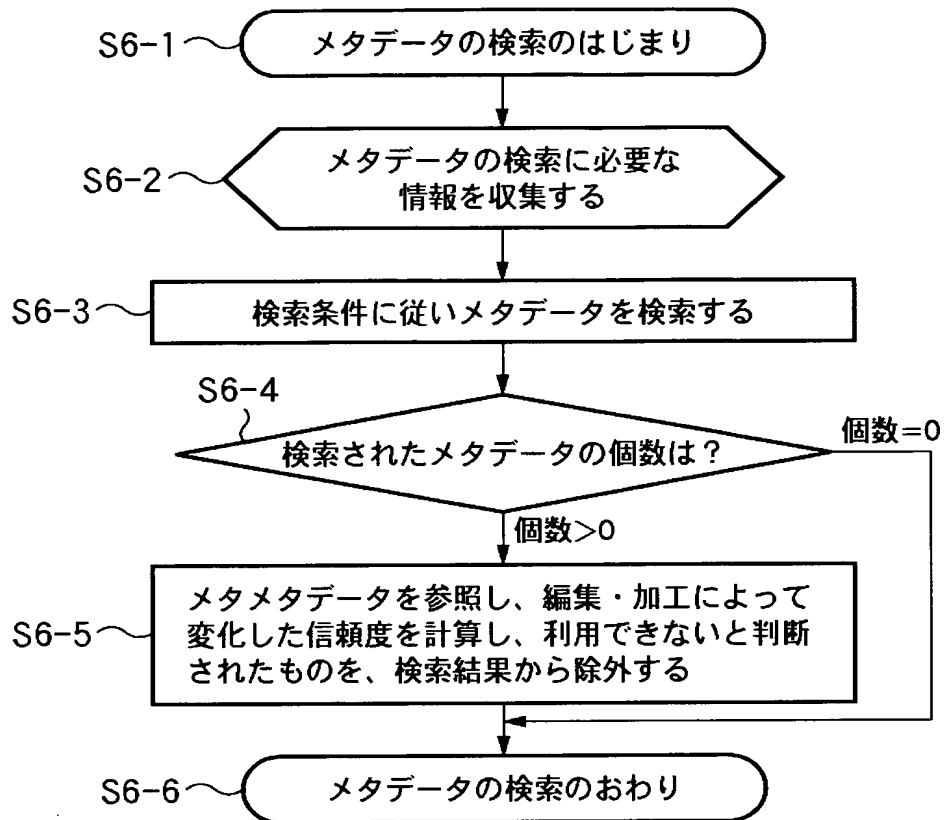 S6-1
メタデータの検索のはじまり
S6-2
メタデータの検索に必要な
情報を収集する
S6-3
検索条件に従いメタデータを検索する
S6-4
検索されたメタデータの個数は？
個数=0
個数>0
S6-5
メタメタデータを参照し、編集・加工によって
変化した信頼度を計算し、利用できないと判断
されたものを、検索結果から除外する
S6-6
メタデータの検索のおわり